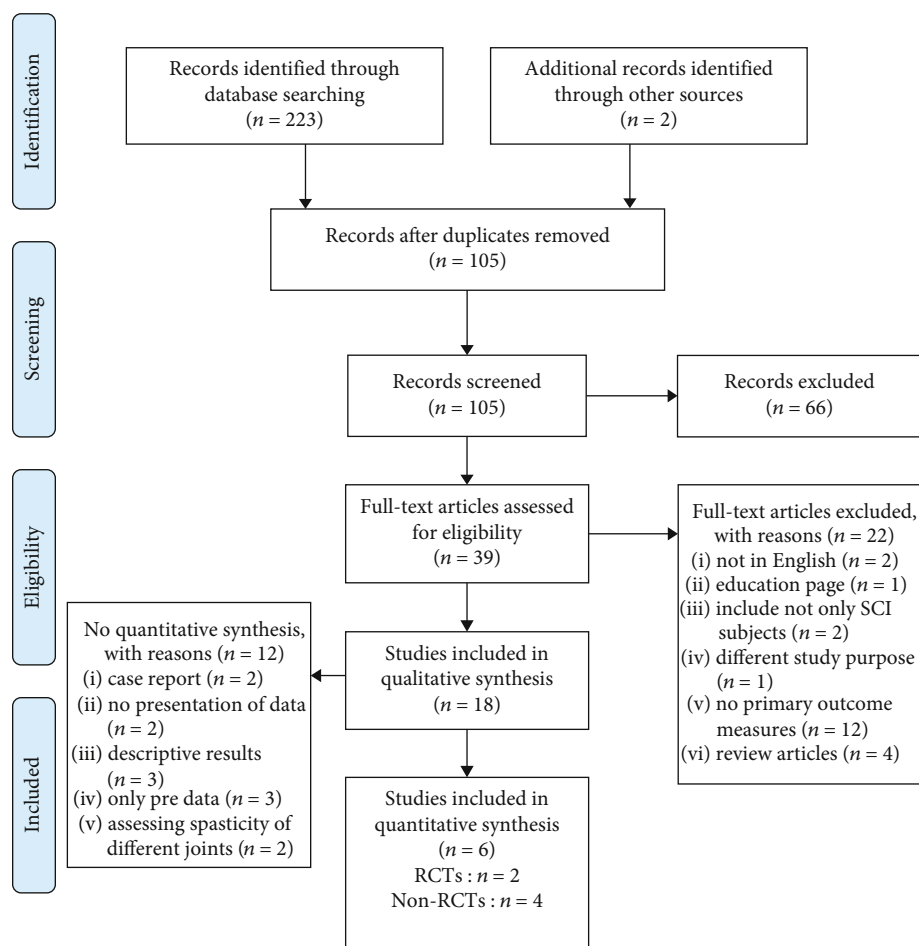 Identification
Records identified through
database searching
(n = 223)
Additional records identified
through other sources
(n = 2)
Records after duplicates removed
(n = 105)
Screening
Records screened
(n = 105)
Records excluded
(n = 66)
Eligibility
Full-text articles assessed
for eligibility
(n = 39)
Full-text articles excluded,
with reasons (n = 22)
(i) not in English (n = 2)
(ii) education page (n = 1)
(iii) include not only SCI
subjects (n = 2)
(iv) different study purpose
(n = 1)
(v) no primary outcome
measures (n = 12)
(vi) review articles (n = 4)
No quantitative synthesis,
with reasons (n = 12)
(i) case report (n = 2)
(ii) no presentation of data
(n = 2)
(iii) descriptive results
(n = 3)
(iv) only pre data (n = 3)
(v) assessing spasticity of
different joints (n = 2)
Studies included in
qualitative synthesis
(n = 18)
Included
Studies included in
quantitative synthesis
(n = 6)
RCTs : n = 2
Non-RCTs : n = 4